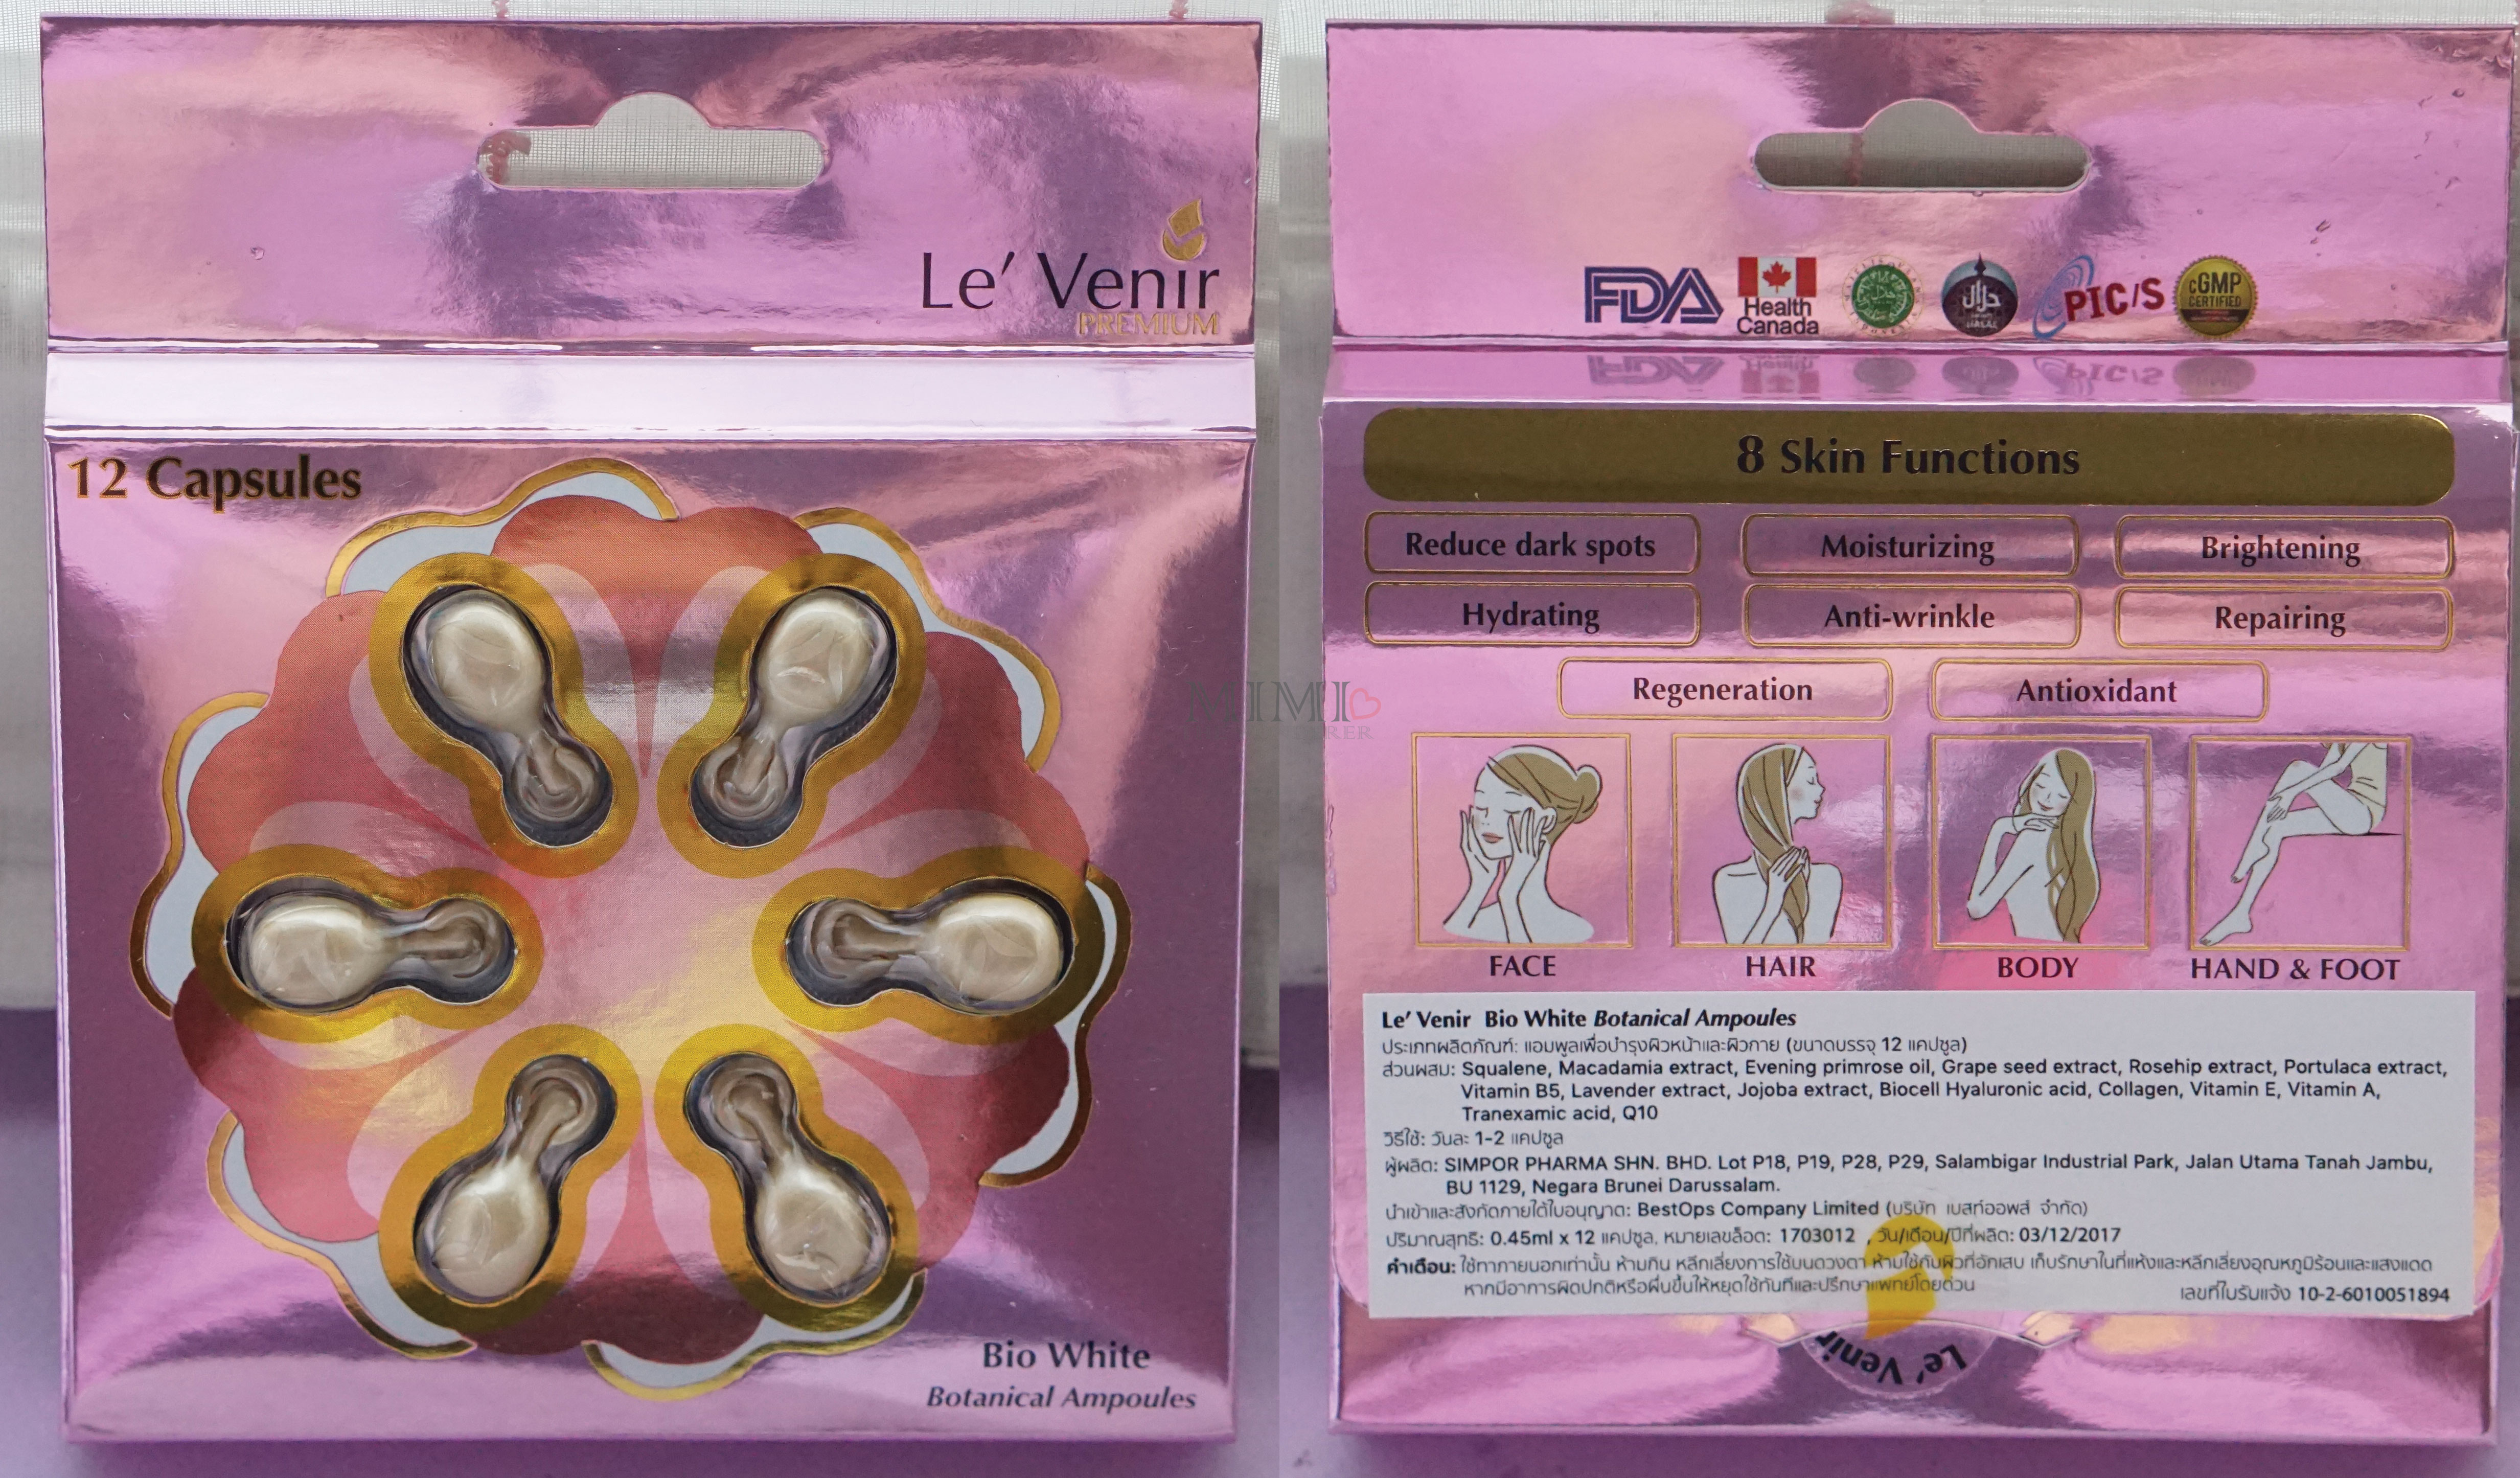 Le' Venir
PREMIUM
12 Capsules
Bio White
Botanical Ampoules
MIMI
FDA
Health
Canada
حلال
حلال
HALAL
PIC/S
cGMP
CERTIFIED
8 Skin Functions
Reduce dark spots
Moisturizing
Brightening
Hydrating
Anti-wrinkle
Repairing
Regeneration
Antioxidant
FACE
HAIR
BODY
HAND & FOOT
Le' Venir Bio White Botanical Ampoules
ประเภทผลิตภัณฑ์: แอมพูลเพื่อบำรุงผิวหน้าและผิวกาย (ขนาดบรรจุ 12 แคปซูล)
ส่วนผสม: Squalene, Macadamia extract, Evening primrose oil, Grape seed extract, Rosehip extract, Portulaca extract,
Vitamin B5, Lavender extract, Jojoba extract, Biocell Hyaluronic acid, Collagen, Vitamin E, Vitamin A,
Tranexamic acid, Q10
วิธีใช้: วันละ 1-2 แคปซูล
ผู้ผลิต: SIMPOR PHARMA SHN. BHD. Lot P18, P19, P28, P29, Salambigar Industrial Park, Jalan Utama Tanah Jambu,
BU 1129, Negara Brunei Darussalam.
นำเข้าและสังกัดภายใต้ใบอนุญาต: BestOps Company Limited (บริษัท เบสท์ออพส์ จำกัด)
ปริมาณสุทธิ: 0.45ml x 12 แคปซูล, หมายเลขล็อต: 1703012 , วัน/เดือน/ปีที่ผลิต: 03/12/2017
คำเตือน: ใช้ทาภายนอกเท่านั้น ห้ามกิน หลีกเลี่ยงการใช้บนดวงตา ห้ามใช้กับผิวที่อักเสบ เก็บรักษาในที่แห้งและหลีกเลี่ยงอุณหภูมิร้อนและแสงแดด
หากมีอาการผิดปกติหรือผื่นขึ้นให้หยุดใช้ทันทีและปรึกษาแพทย์โดยด่วน
เลขที่ใบรับแจ้ง 10-2-6010051894
Le' Venir